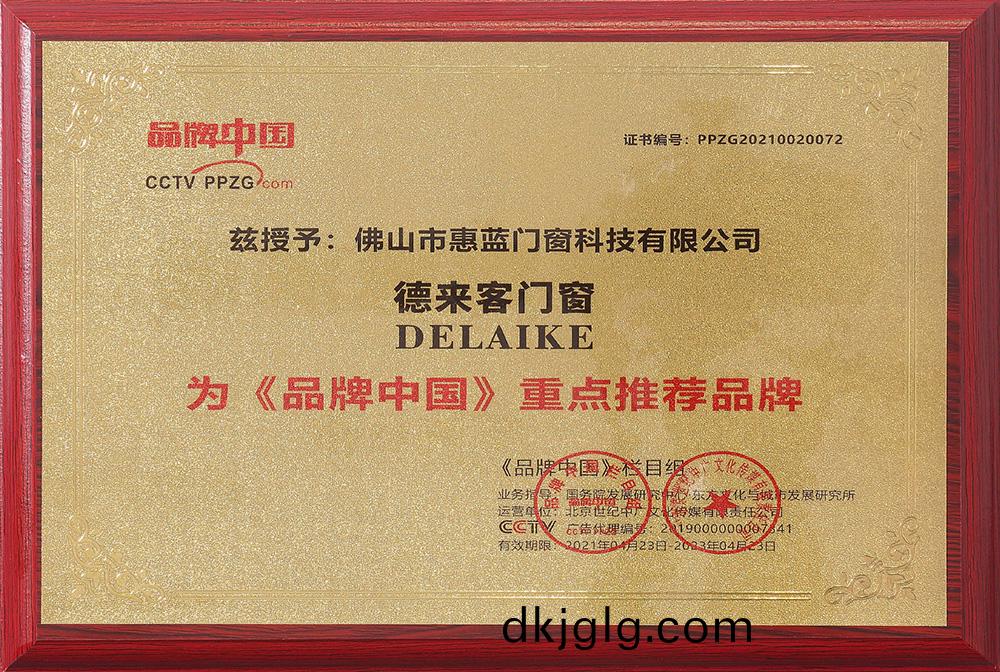 品牌中国
CCTV PPZG.com
证书编号：PPZG20210020072
兹授予：佛山市惠蓝门窗科技有限公司
德来客门窗
DELAIKE
为《品牌中国》重点推荐品牌
《品牌中国》栏目组
业务指导：国务院发展研究中心 东方文化与城市发展研究所
运营单位：北京世纪中广文化传媒有限责任公司
CCTV 广告代理编号：2019000000007341
有效期限：2021年04月23日-2023年04月23日
dkjglg.com